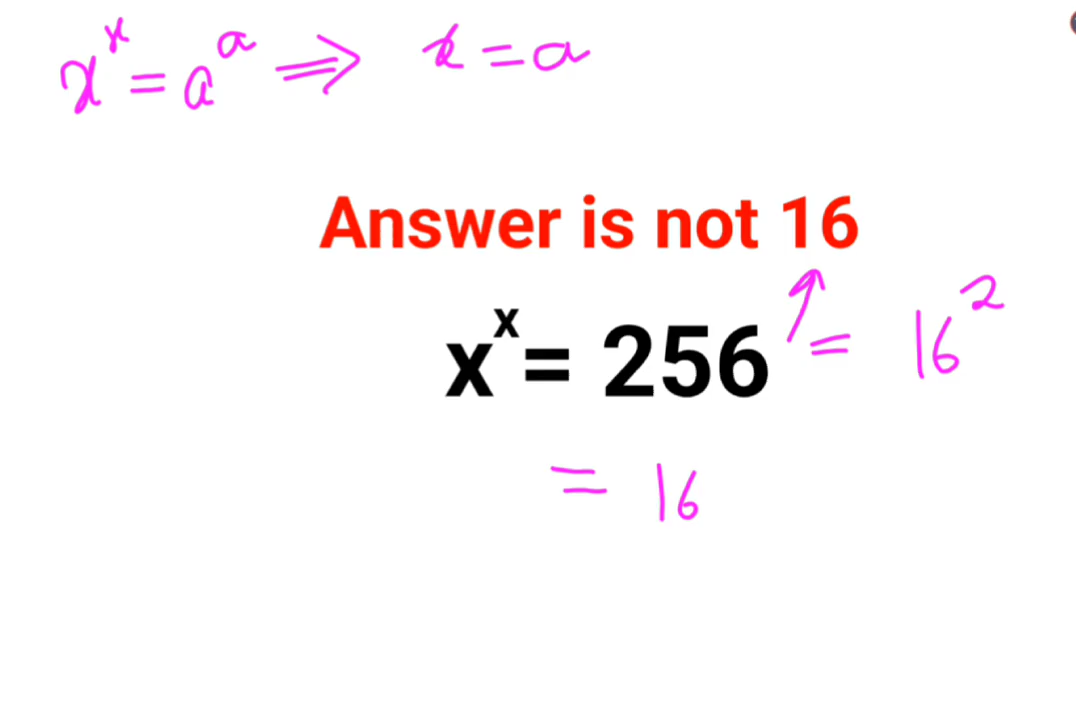 x^x = a^a ⟹ x = a
Answer is not 16
x^x = 256 = 16^2
= 16